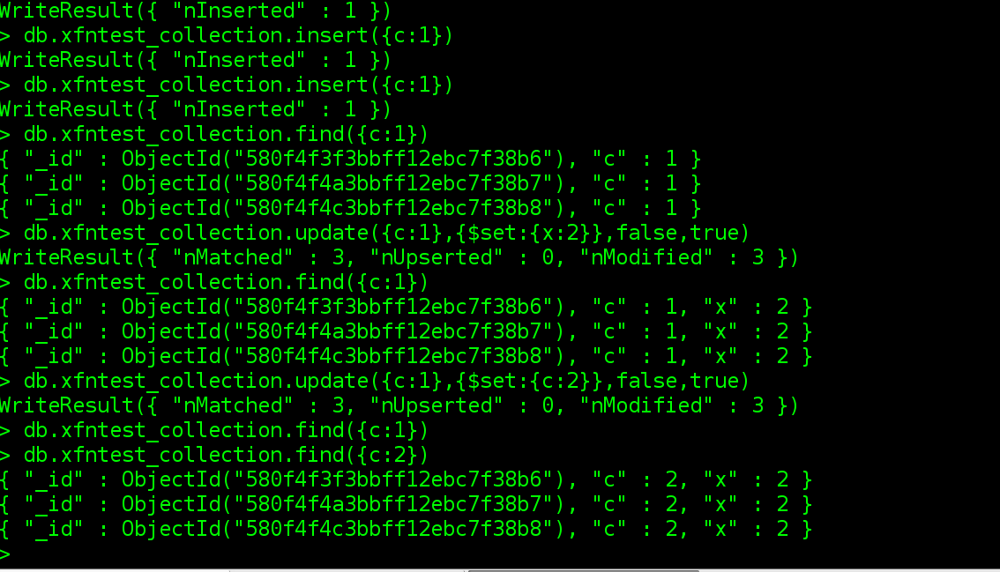 WriteResult({ "nInserted" : 1 })
> db.xfntest_collection.insert({c:1})
WriteResult({ "nInserted" : 1 })
> db.xfntest_collection.insert({c:1})
WriteResult({ "nInserted" : 1 })
> db.xfntest_collection.find({c:1})
{ "_id" : ObjectId("580f4f3f3bbff12ebc7f38b6"), "c" : 1 }
{ "_id" : ObjectId("580f4f4a3bbff12ebc7f38b7"), "c" : 1 }
{ "_id" : ObjectId("580f4f4c3bbff12ebc7f38b8"), "c" : 1 }
> db.xfntest_collection.update({c:1},{$set:{x:2}},false,true)
WriteResult({ "nMatched" : 3, "nUpserted" : 0, "nModified" : 3 })
> db.xfntest_collection.find({c:1})
{ "_id" : ObjectId("580f4f3f3bbff12ebc7f38b6"), "c" : 1, "x" : 2 }
{ "_id" : ObjectId("580f4f4a3bbff12ebc7f38b7"), "c" : 1, "x" : 2 }
{ "_id" : ObjectId("580f4f4c3bbff12ebc7f38b8"), "c" : 1, "x" : 2 }
> db.xfntest_collection.update({c:1},{$set:{c:2}},false,true)
WriteResult({ "nMatched" : 3, "nUpserted" : 0, "nModified" : 3 })
> db.xfntest_collection.find({c:1})
> db.xfntest_collection.find({c:2})
{ "_id" : ObjectId("580f4f3f3bbff12ebc7f38b6"), "c" : 2, "x" : 2 }
{ "_id" : ObjectId("580f4f4a3bbff12ebc7f38b7"), "c" : 2, "x" : 2 }
{ "_id" : ObjectId("580f4f4c3bbff12ebc7f38b8"), "c" : 2, "x" : 2 }
>